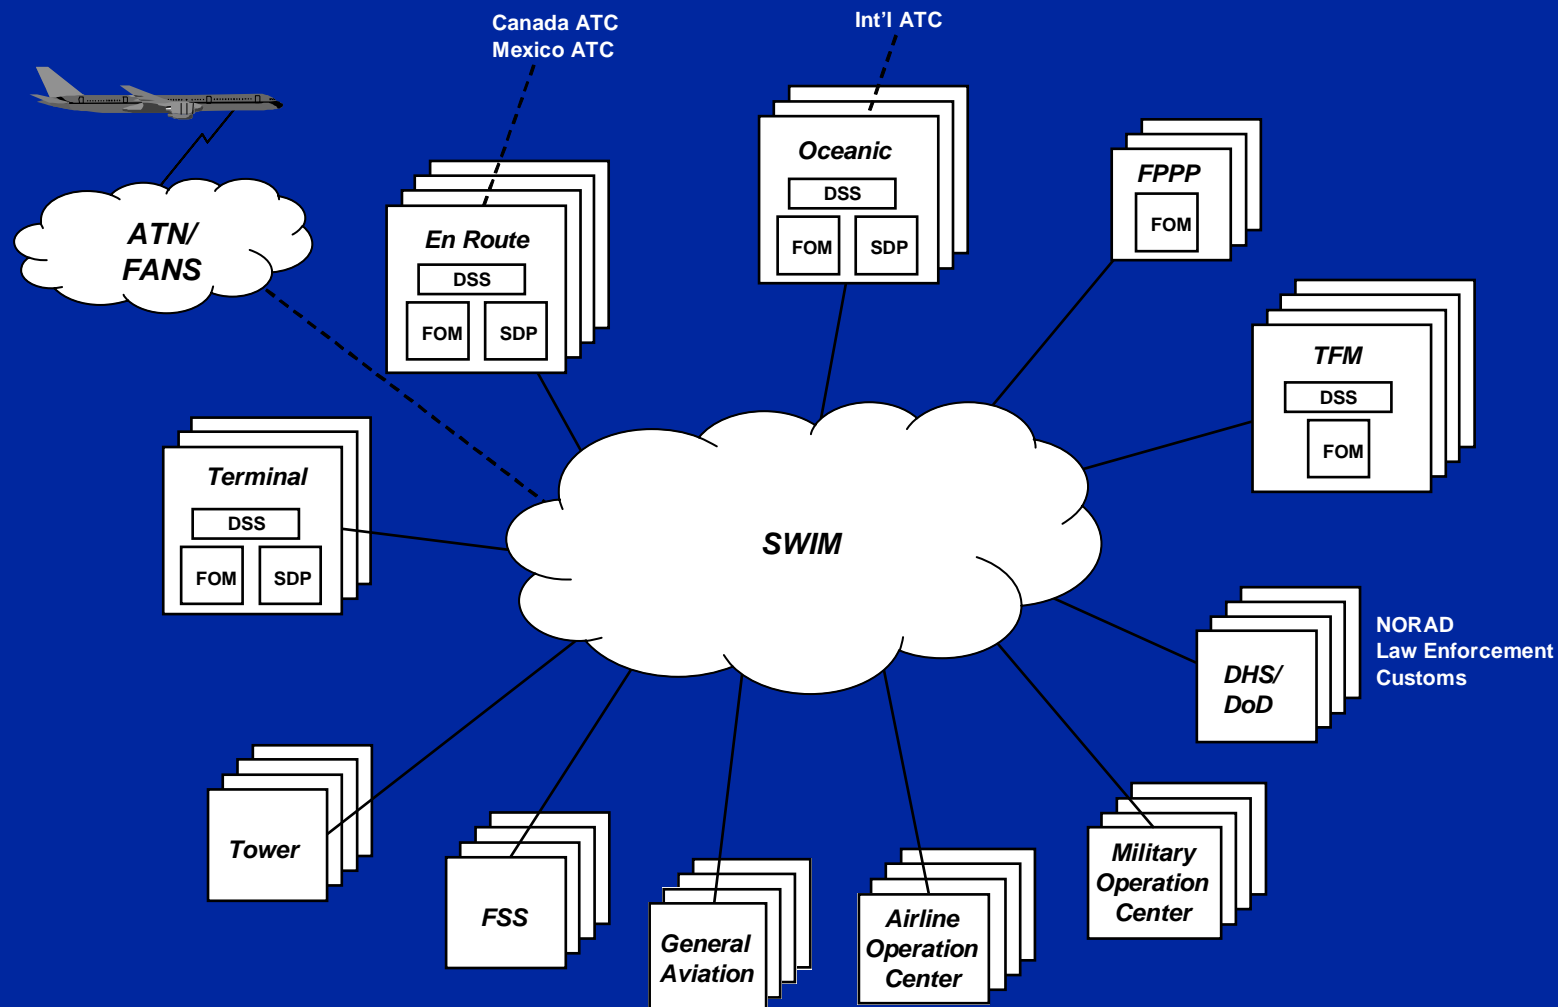 Canada ATC
Mexico ATC
Int'l ATC
ATN/
FANS
En Route
DSS
FOM
SDP
Oceanic
DSS
FOM
SDP
FPPP
FOM
TFM
DSS
FOM
Terminal
DSS
FOM
SDP
SWIM
DHS/
DoD
NORAD
Law Enforcement
Customs
Tower
FSS
General
Aviation
Airline
Operation
Center
Military
Operation
Center